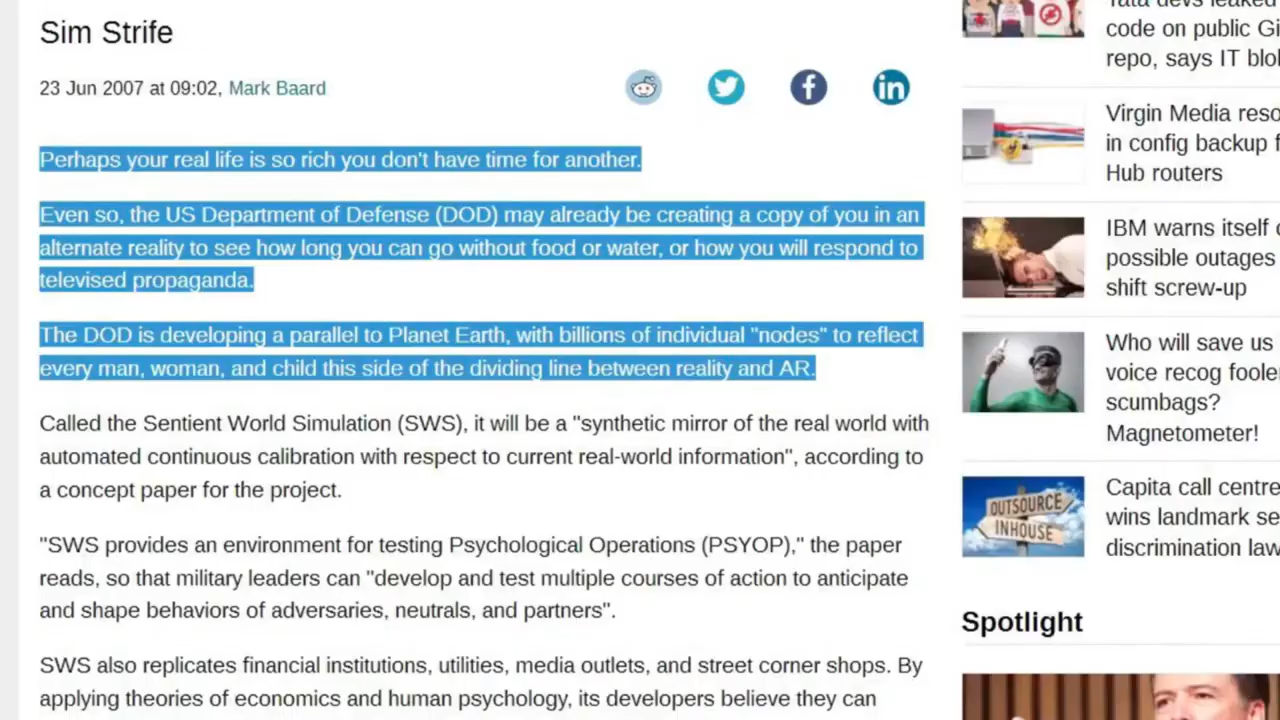 Sim Strife
23 Jun 2007 at 09:02, Mark Baard
Perhaps your real life is so rich you don't have time for another.
Even so, the US Department of Defense (DOD) may already be creating a copy of you in an
alternate reality to see how long you can go without food or water, or how you will respond to
televised propaganda.
The DOD is developing a parallel to Planet Earth, with billions of individual "nodes" to reflect
every man, woman, and child this side of the dividing line between reality and AR.
Called the Sentient World Simulation (SWS), it will be a "synthetic mirror of the real world with
automated continuous calibration with respect to current real-world information", according to
a concept paper for the project.
"SWS provides an environment for testing Psychological Operations (PSYOP)," the paper
reads, so that military leaders can "develop and test multiple courses of action to anticipate
and shape behaviors of adversaries, neutrals, and partners".
SWS also replicates financial institutions, utilities, media outlets, and street corner shops. By
applying theories of economics and human psychology, its developers believe they can
Tata devs leaked
code on public Gi
repo, says IT blo
Virgin Media reso
in config backup f
Hub routers
IBM warns itself o
possible outages
shift screw-up
Who will save us
voice recog foole
scumbags?
Magnetometer!
OUTSOURCE
INHOUSE
Capita call centre
wins landmark se
discrimination law
Spotlight